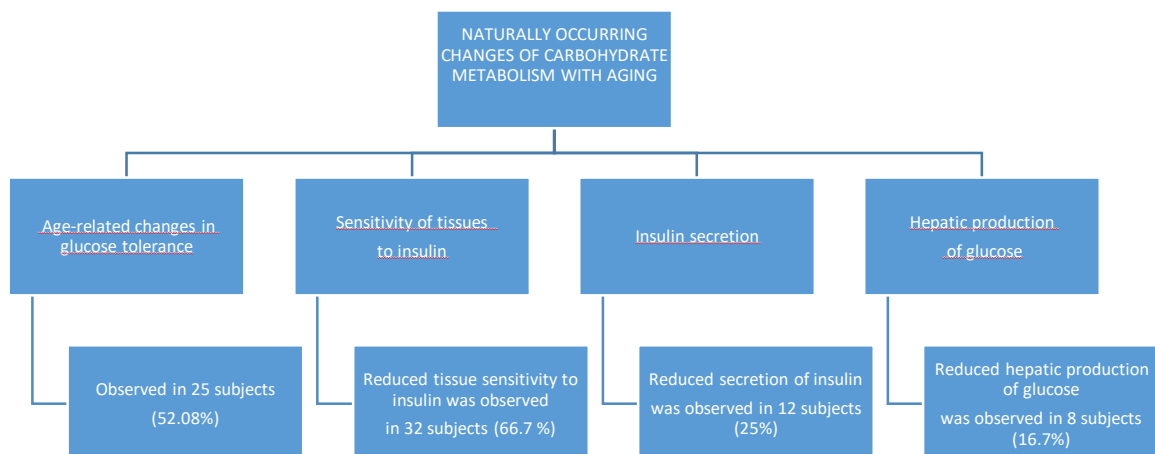 NATURALLY OCCURRING
CHANGES OF CARBOHYDRATE
METABOLISM WITH AGING
Age-related changes in
glucose tolerance
Sensitivity of tissues
to insulin
Insulin secretion
Hepatic production
of glucose
Observed in 25 subjects
(52.08%)
Reduced tissue sensitivity to
insulin was observed
in 32 subjects (66.7 %)
Reduced secretion of insulin
was observed in 12 subjects
(25%)
Reduced hepatic production
of glucose
was observed in 8 subjects
(16.7%)